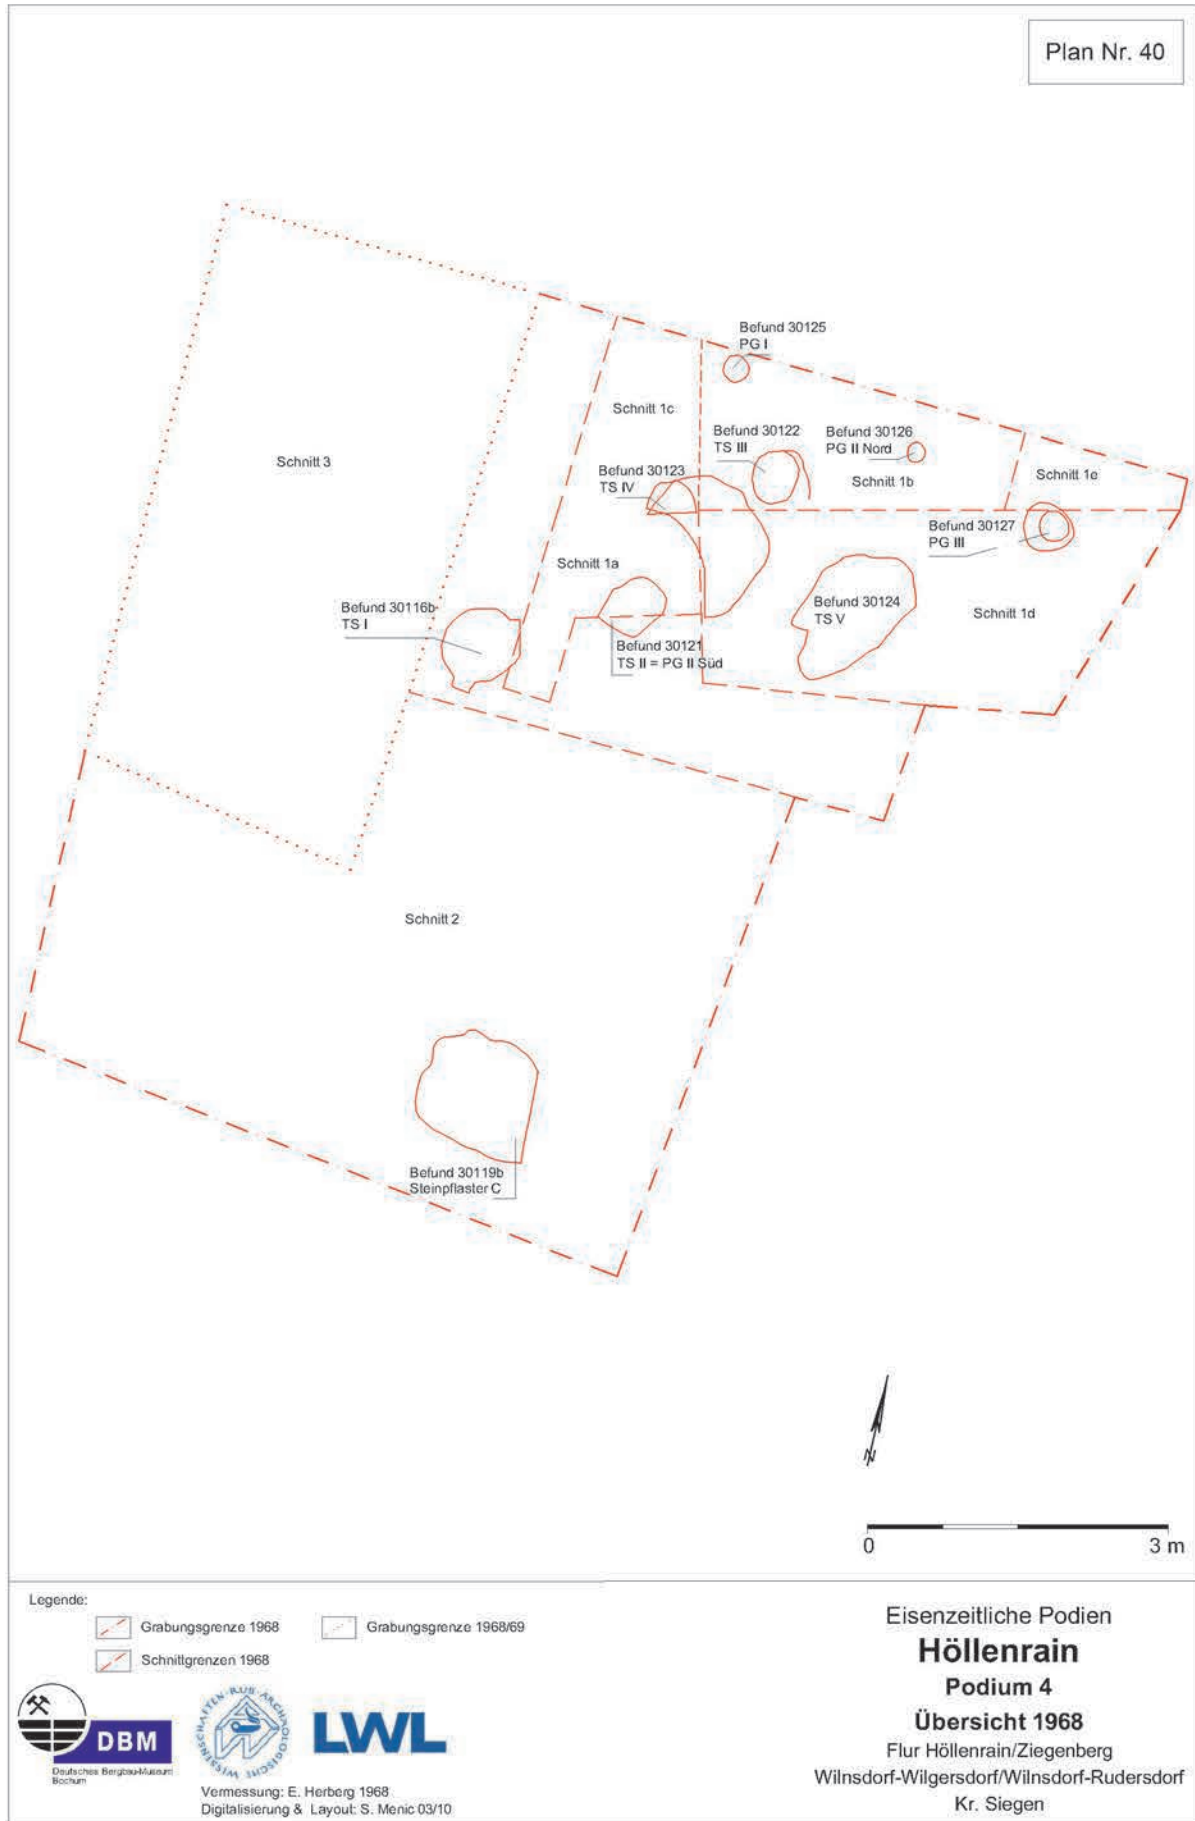 Plan Nr. 40
Befund 30125
PG I
Schnitt 1c
Befund 30122
TS III
Befund 30126
PG II Nord
Schnitt 3
Befund 30123
TS IV
Schnitt 1b
Schnitt 1e
Befund 30127
PG III
Schnitt 1a
Befund 30116b
TS I
Befund 30124
TS V
Schnitt 1d
Befund 30121
TS II = PG II Süd
Schnitt 2
Befund 30119b
Steinpflaster C
N
0 3 m
Legende:
Grabungsgrenze 1968
Grabungsgrenze 1968/69
Schnittgrenzen 1968
DBM
Deutsches Bergbau-Museum
Bochum
WISSENSCHAFTEN-RUB-ARCHÄOLOGISCHE
LWL
Vermessung: E. Herberg 1968
Digitalisierung & Layout: S. Menic 03/10
Eisenzeitliche Podien
Höllenrain
Podium 4
Übersicht 1968
Flur Höllenrain/Ziegenberg
Wilnsdorf-Wilgersdorf/Wilnsdorf-Rudersdorf
Kr. Siegen